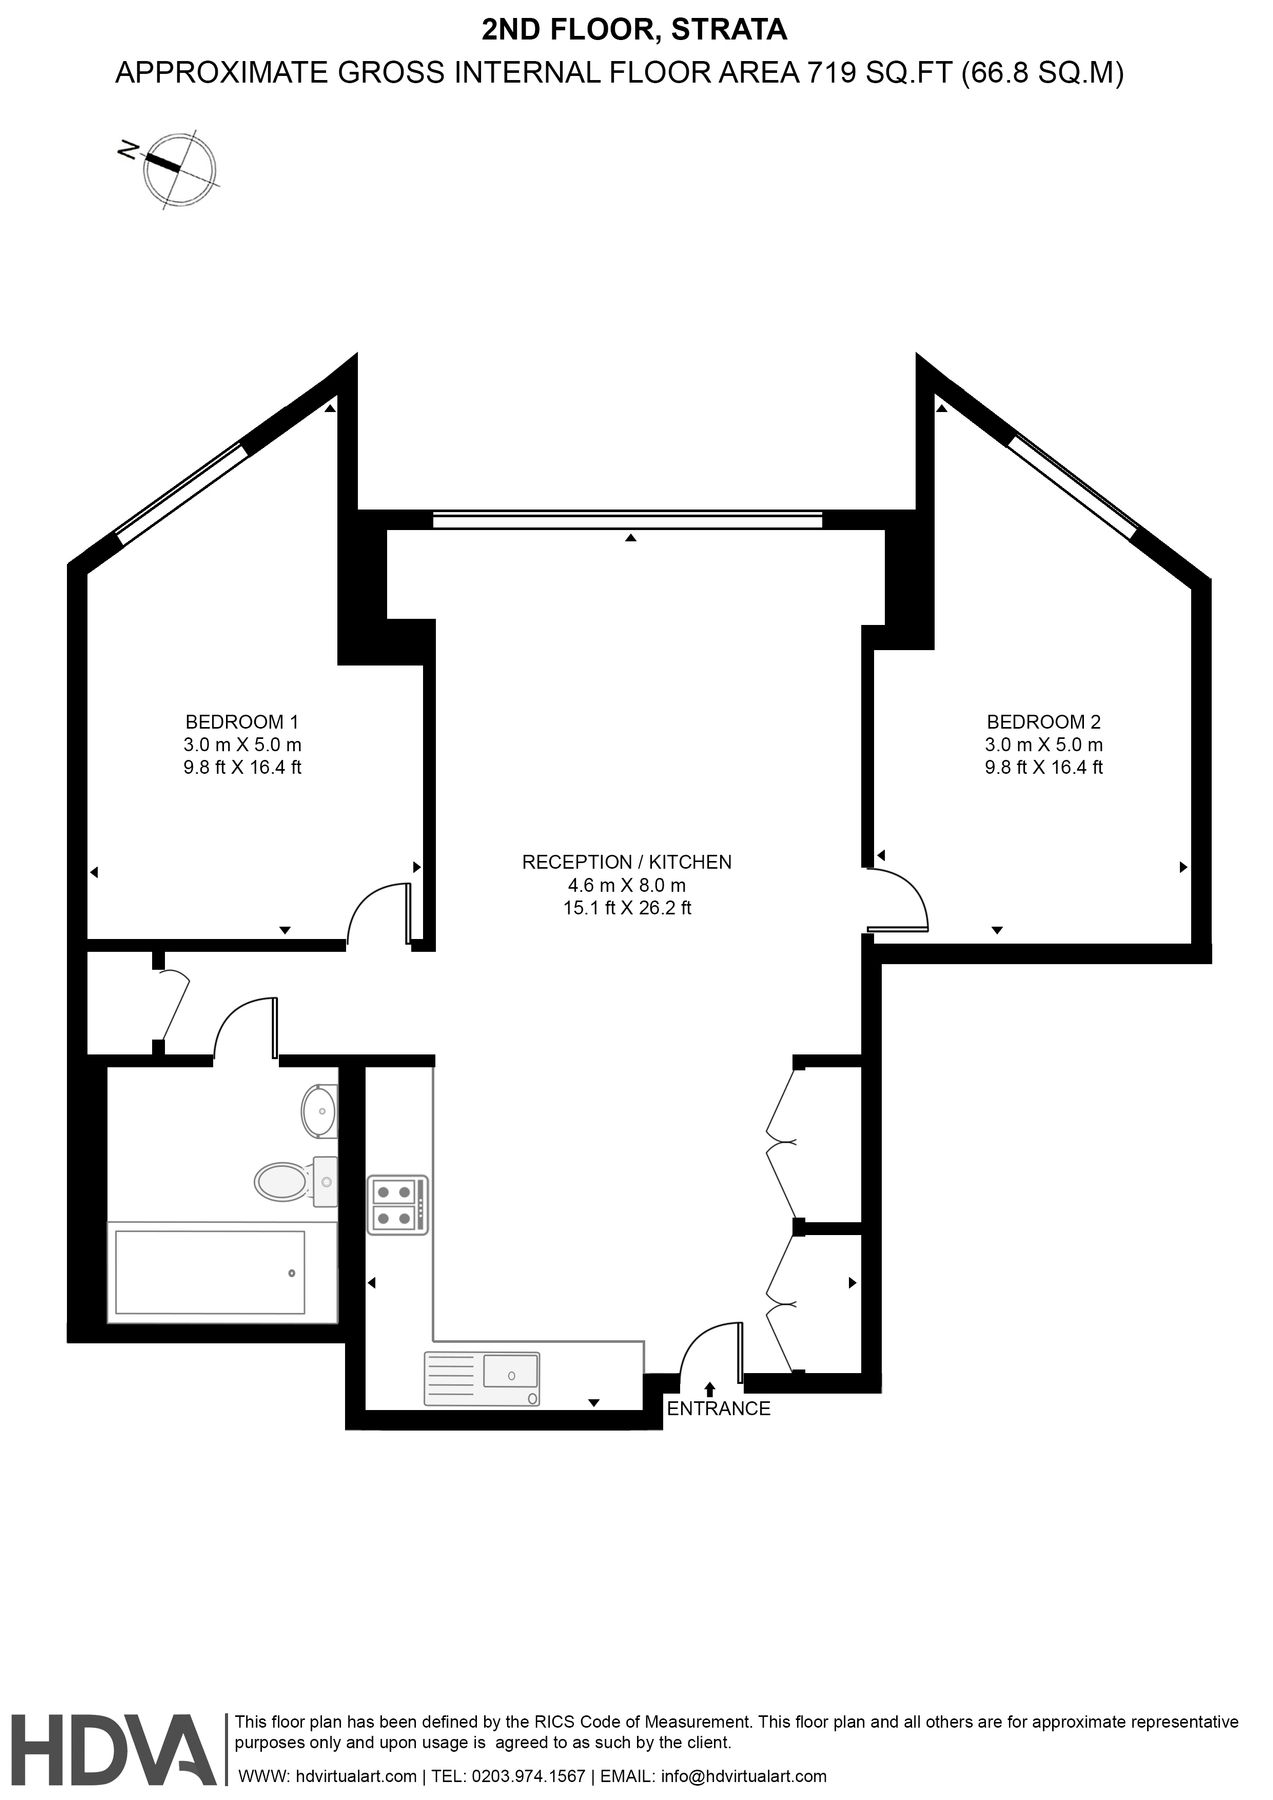 2ND FLOOR, STRATA
APPROXIMATE GROSS INTERNAL FLOOR AREA 719 SQ.FT (66.8 SQ.M)
N
BEDROOM 1
3.0 m X 5.0 m
9.8 ft X 16.4 ft
BEDROOM 2
3.0 m X 5.0 m
9.8 ft X 16.4 ft
RECEPTION / KITCHEN
4.6 m X 8.0 m
15.1 ft X 26.2 ft
ENTRANCE
HDVA
This floor plan has been defined by the RICS Code of Measurement. This floor plan and all others are for approximate representative
purposes only and upon usage is agreed to as such by the client.
WWW: hdvirtualart.com | TEL: 0203.974.1567 | EMAIL: info@hdvirtualart.com